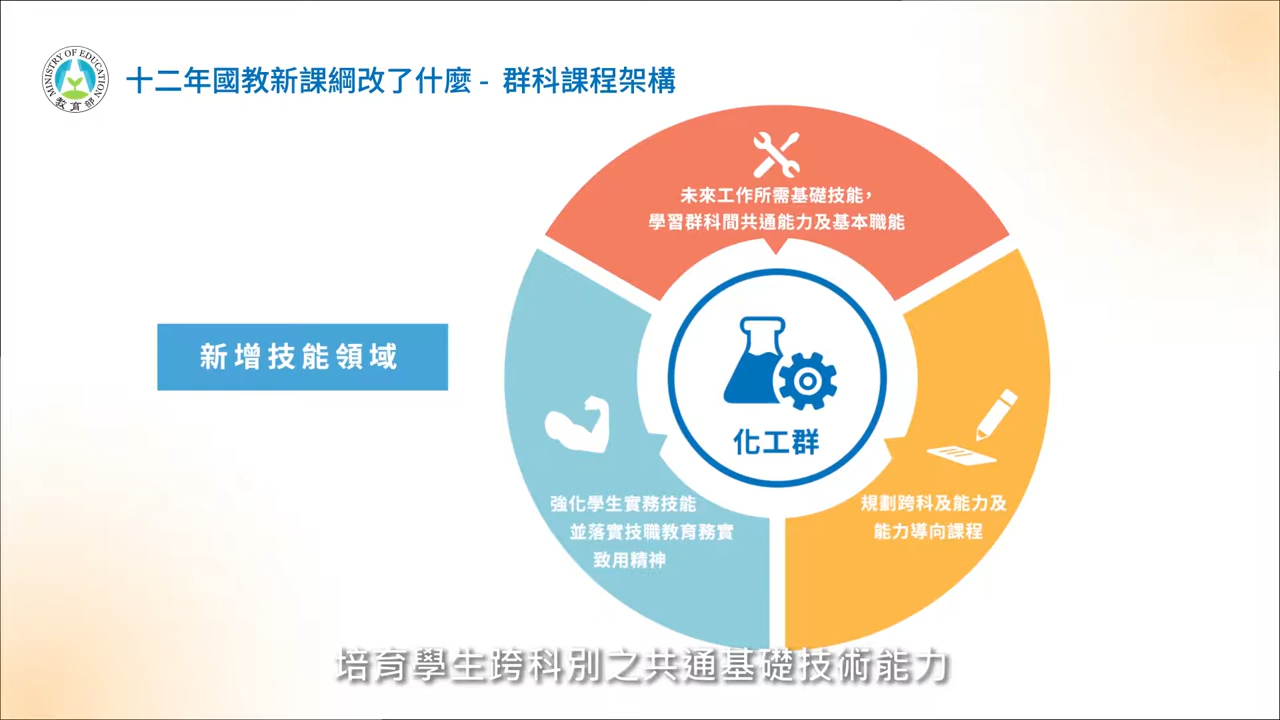 MINISTRY OF EDUCATION
教育部
十二年國教新課綱改了什麼 - 群科課程架構
未來工作所需基礎技能，
學習群科間共通能力及基本職能
新增技能領域
化工群
強化學生實務技能
並落實技職教育務實
致用精神
規劃跨科及能力及
能力導向課程
培育學生跨科別之共通基礎技術能力